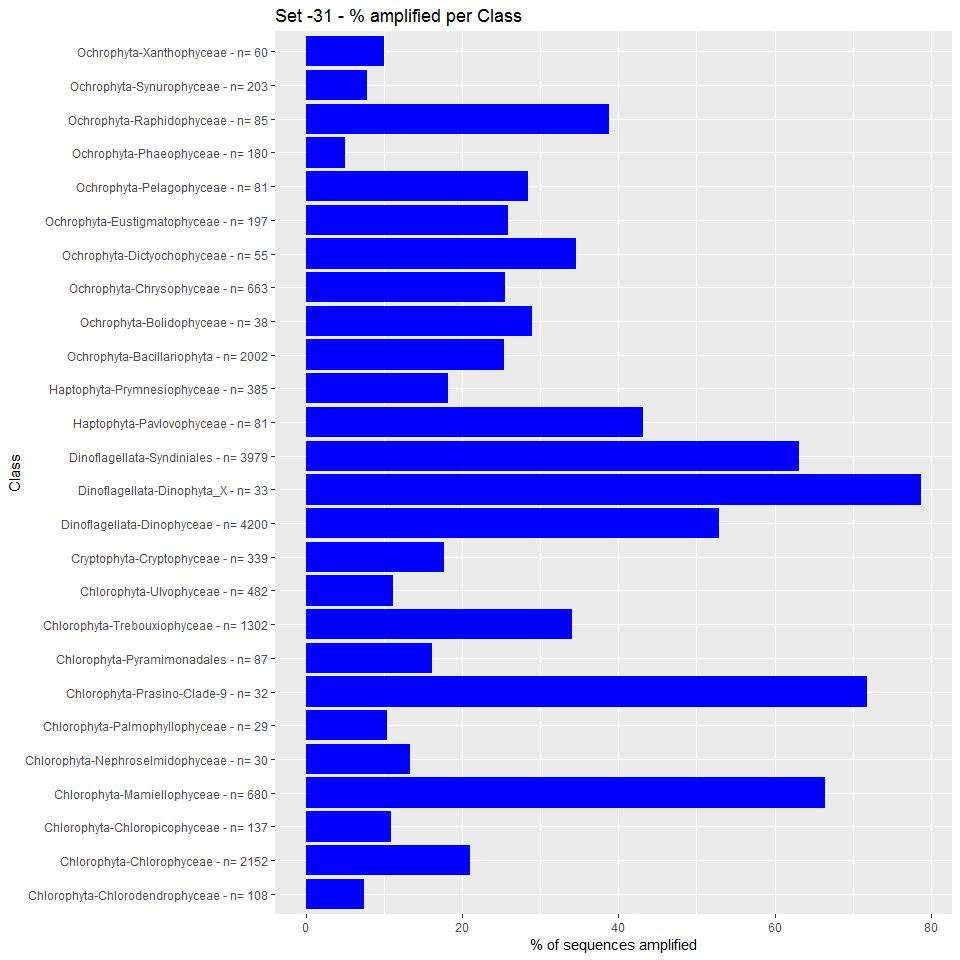 Set -31 - % amplified per Class
Class
Ochrophyta-Xanthophyceae - n= 60
Ochrophyta-Synurophyceae - n= 203
Ochrophyta-Raphidophyceae - n= 85
Ochrophyta-Phaeophyceae - n= 180
Ochrophyta-Pelagophyceae - n= 81
Ochrophyta-Eustigmatophyceae - n= 197
Ochrophyta-Dictyochophyceae - n= 55
Ochrophyta-Chrysophyceae - n= 663
Ochrophyta-Bolidophyceae - n= 38
Ochrophyta-Bacillariophyta - n= 2002
Haptophyta-Prymnesiophyceae - n= 385
Haptophyta-Pavlovophyceae - n= 81
Dinoflagellata-Syndiniales - n= 3979
Dinoflagellata-Dinophyta_X - n= 33
Dinoflagellata-Dinophyceae - n= 4200
Cryptophyta-Cryptophyceae - n= 339
Chlorophyta-Ulvophyceae - n= 482
Chlorophyta-Trebouxiophyceae - n= 1302
Chlorophyta-Pyramimonadales - n= 87
Chlorophyta-Prasino-Clade-9 - n= 32
Chlorophyta-Palmophyllophyceae - n= 29
Chlorophyta-Nephroselmidophyceae - n= 30
Chlorophyta-Mamiellophyceae - n= 680
Chlorophyta-Chloropicophyceae - n= 137
Chlorophyta-Chlorophyceae - n= 2152
Chlorophyta-Chlorodendrophyceae - n= 108
0 20 40 60 80
% of sequences amplified